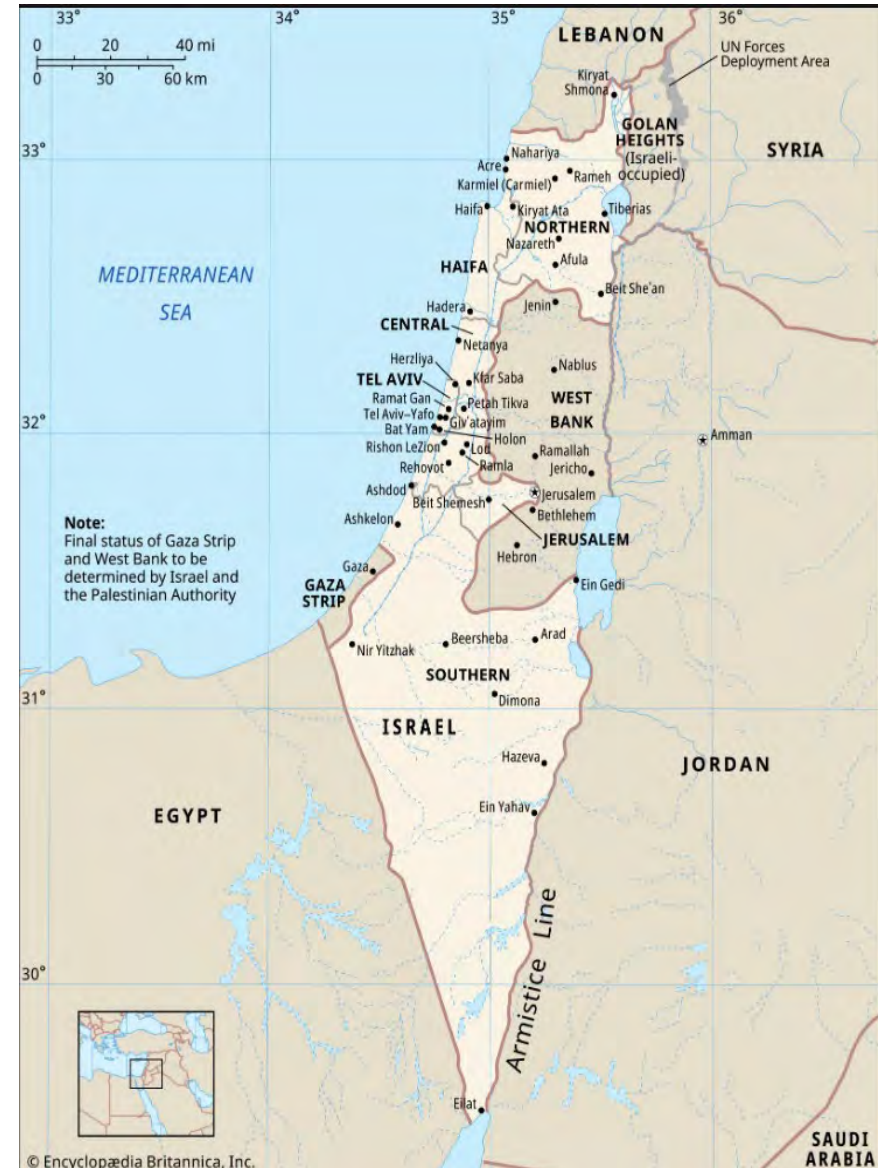 33°
34°
35°
36°
0 20 40 mi
0 30 60 km
LEBANON
UN Forces
Deployment Area
Kiryat
Shmona
GOLAN
HEIGHTS
(Israeli-
occupied)
SYRIA
33°
Nahariya
Acre
Rameh
Karmiel (Carmiel)
Haifa
Kiryat Ata
Tiberias
NORTHERN
Nazareth
Afula
HAIFA
MEDITERRANEAN
SEA
Beit She'an
Jenin
Hadera
CENTRAL
Netanya
Herzliya
Nablus
TEL AVIV
Kfar Saba
Ramat Gan
Petah Tikva
WEST
BANK
Tel Aviv–Yafo
Giv'atayim
Bat Yam
Holon
32°
Amman
Rishon LeZion
Lod
Ramallah
Rehovot
Ramla
Jericho
Ashdod
Beit Shemesh
Jerusalem
Bethlehem
Ashkelon
JERUSALEM
Note:
Final status of Gaza Strip
and West Bank to be
determined by Israel and
the Palestinian Authority
Hebron
Gaza
GAZA
STRIP
Ein Gedi
Nir Yitzhak
Beersheba
Arad
SOUTHERN
31°
Dimona
ISRAEL
Hazeva
JORDAN
Ein Yahav
EGYPT
Armistice Line
30°
Eilat
SAUDI
ARABIA
© Encyclopædia Britannica, Inc.